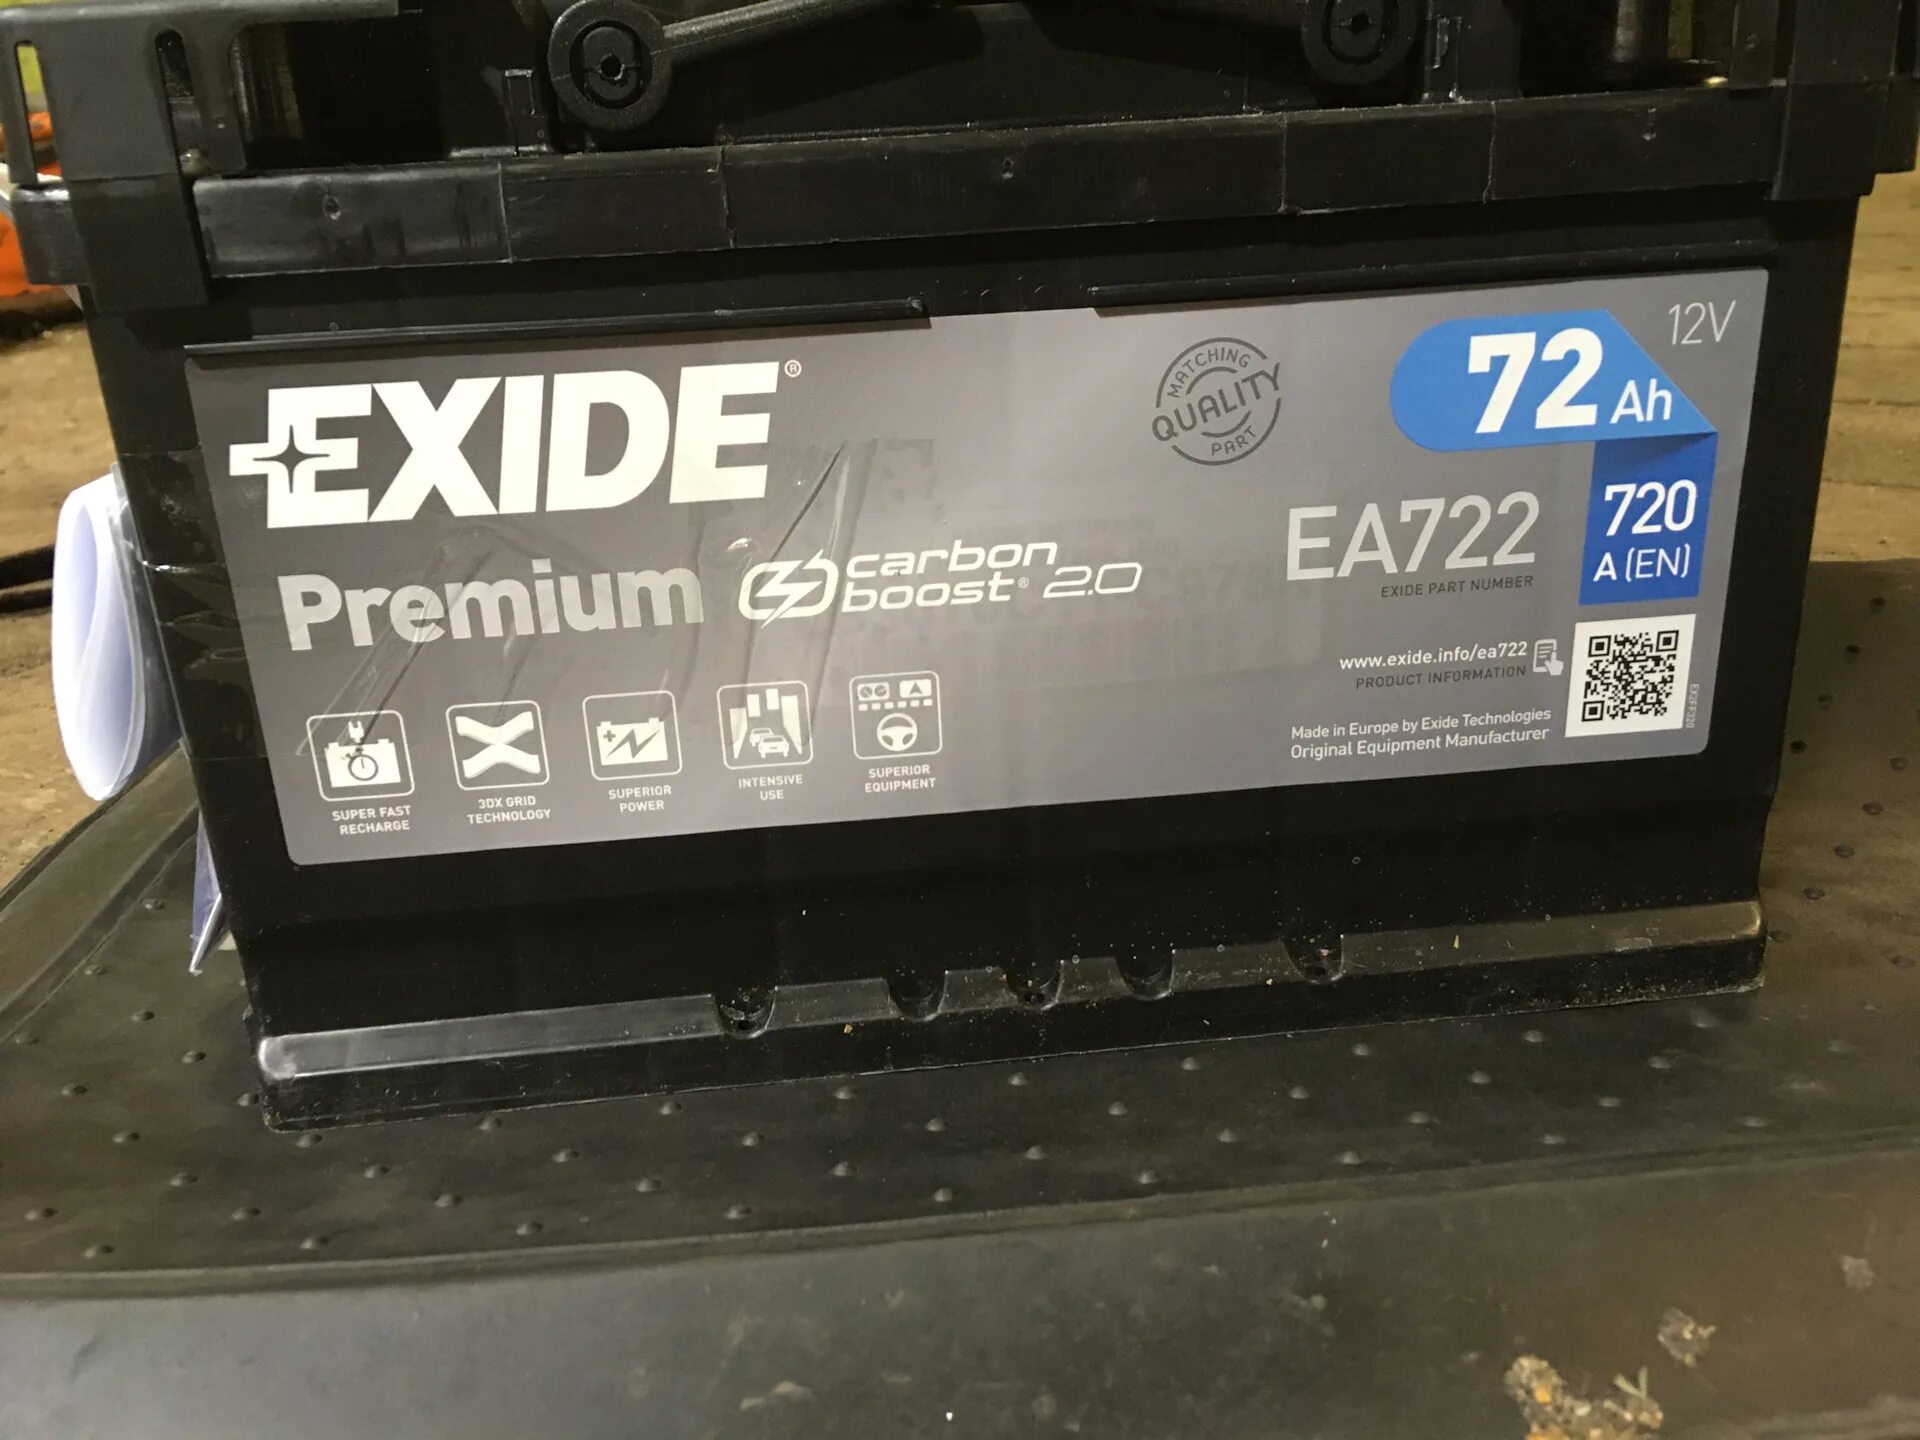 EXIDE®
Premium carbon boost® 2.0
MATCHING
QUALITY
PART
72 Ah
12V
720
A (EN)
EA722
EXIDE PART NUMBER
www.exide.info/ea722
PRODUCT INFORMATION
Made in Europe by Exide Technologies
Original Equipment Manufacturer
SUPER FAST
RECHARGE
3DX GRID
TECHNOLOGY
SUPERIOR
POWER
INTENSIVE
USE
SUPERIOR
EQUIPMENT